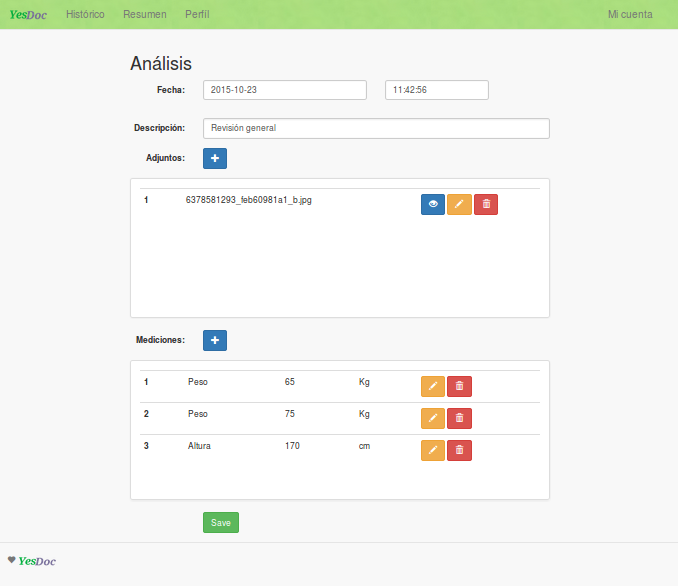 YesDoc Histórico Resumen Perfíl Mi cuenta
Análisis
Fecha: 2015-10-23 11:42:56
Descripción: Revisión general
Adjuntos:
1 6378581293_feb60981a1_b.jpg
Mediciones:
1 Peso 65 Kg
2 Peso 75 Kg
3 Altura 170 cm
Save
YesDoc